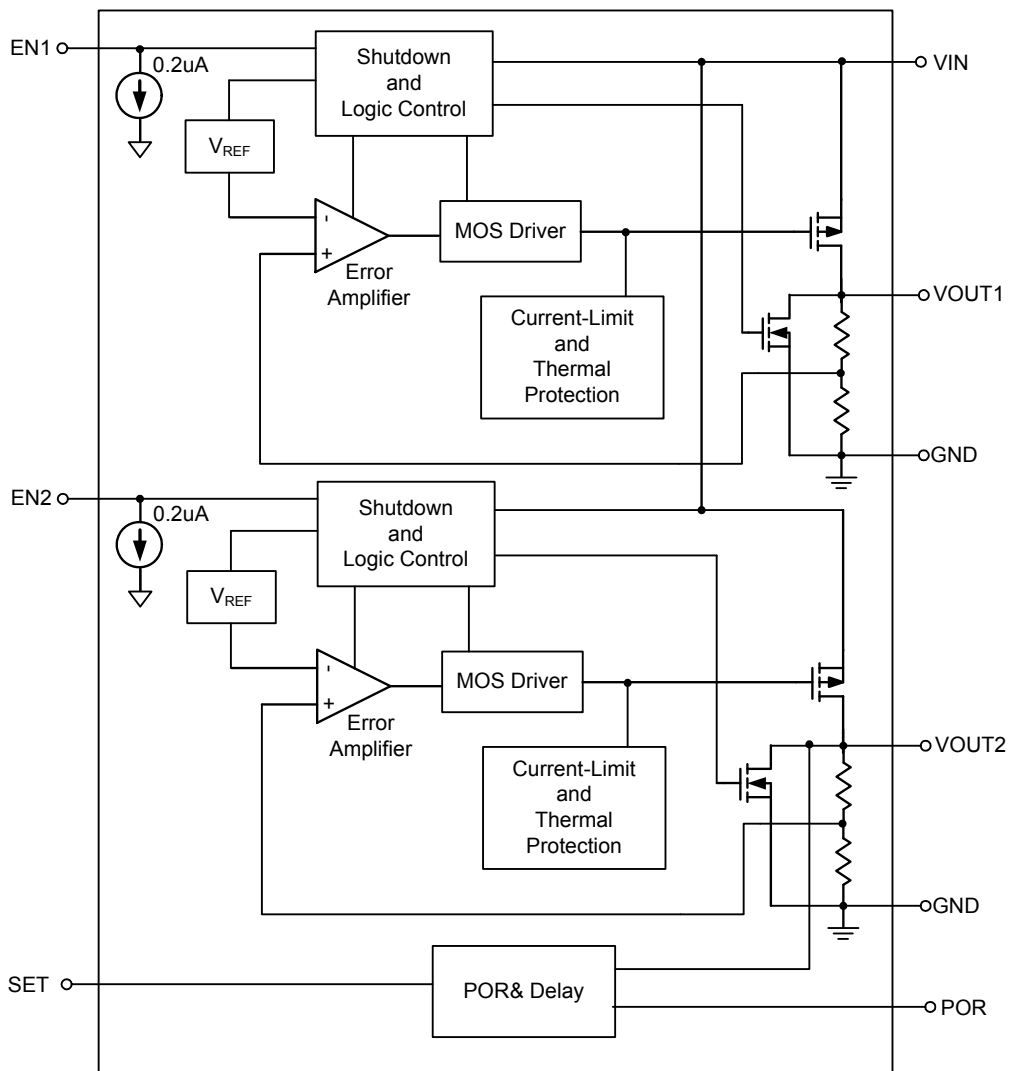 EN1
0.2uA
Shutdown
and
Logic Control
VIN
VREF
-
+
Error
Amplifier
MOS Driver
Current-Limit
and
Thermal
Protection
VOUT1
GND
EN2
0.2uA
Shutdown
and
Logic Control
VREF
-
+
Error
Amplifier
MOS Driver
Current-Limit
and
Thermal
Protection
VOUT2
GND
SET
POR& Delay
POR